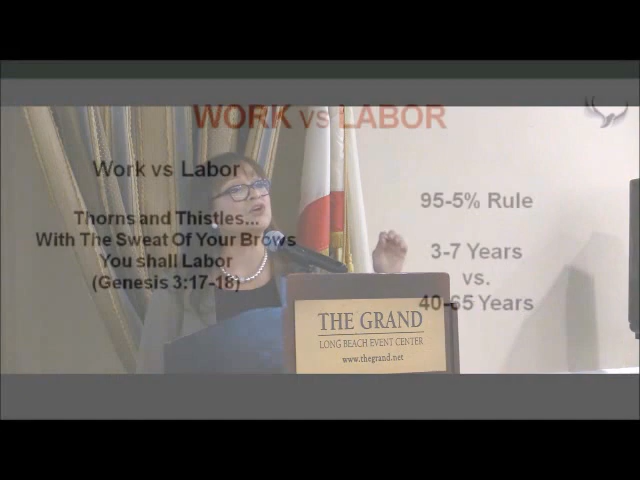 WORK vs LABOR
Work vs Labor
Thorns and Thistles...
With The Sweat Of Your Brows
You shall Labor
(Genesis 3:17-18)
95-5% Rule
3-7 Years
vs.
40-65 Years
THE GRAND
LONG BEACH EVENT CENTER
www.thegrand.net